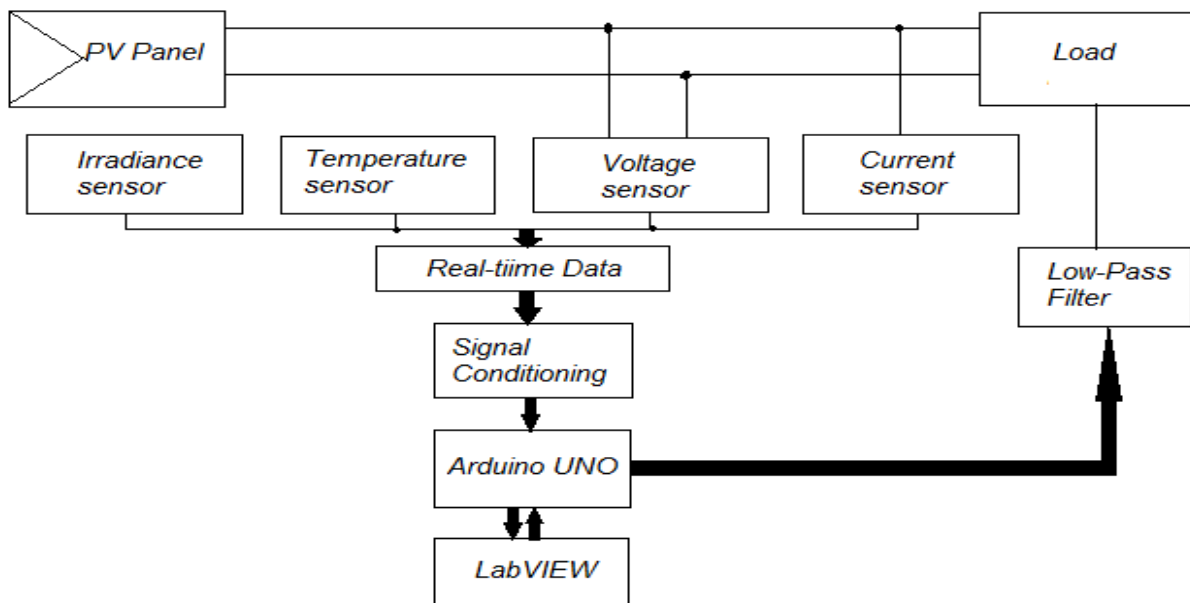 PV Panel
Load
Irradiance
sensor
Temperature
sensor
Voltage
sensor
Current
sensor
Real-tiime Data
Low-Pass
Filter
Signal
Conditioning
Arduino UNO
LabVIEW